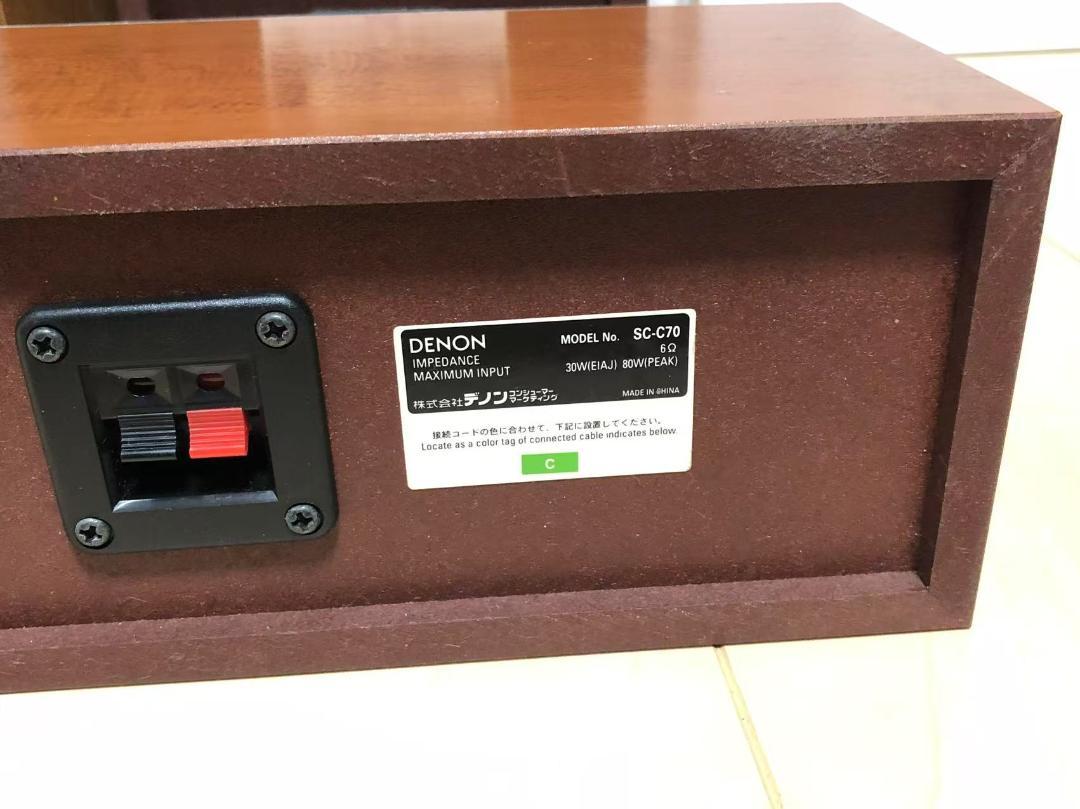 DENON MODEL No. SC-C70
IMPEDANCE 6Ω
MAXIMUM INPUT 30W(EIAJ) 80W(PEAK)
株式会社デノン コンシューマー
マーケティング
MADE IN CHINA
接続コードの色に合わせて、下記に設置してください。
Locate as a color tag of connected cable indicates below.
C